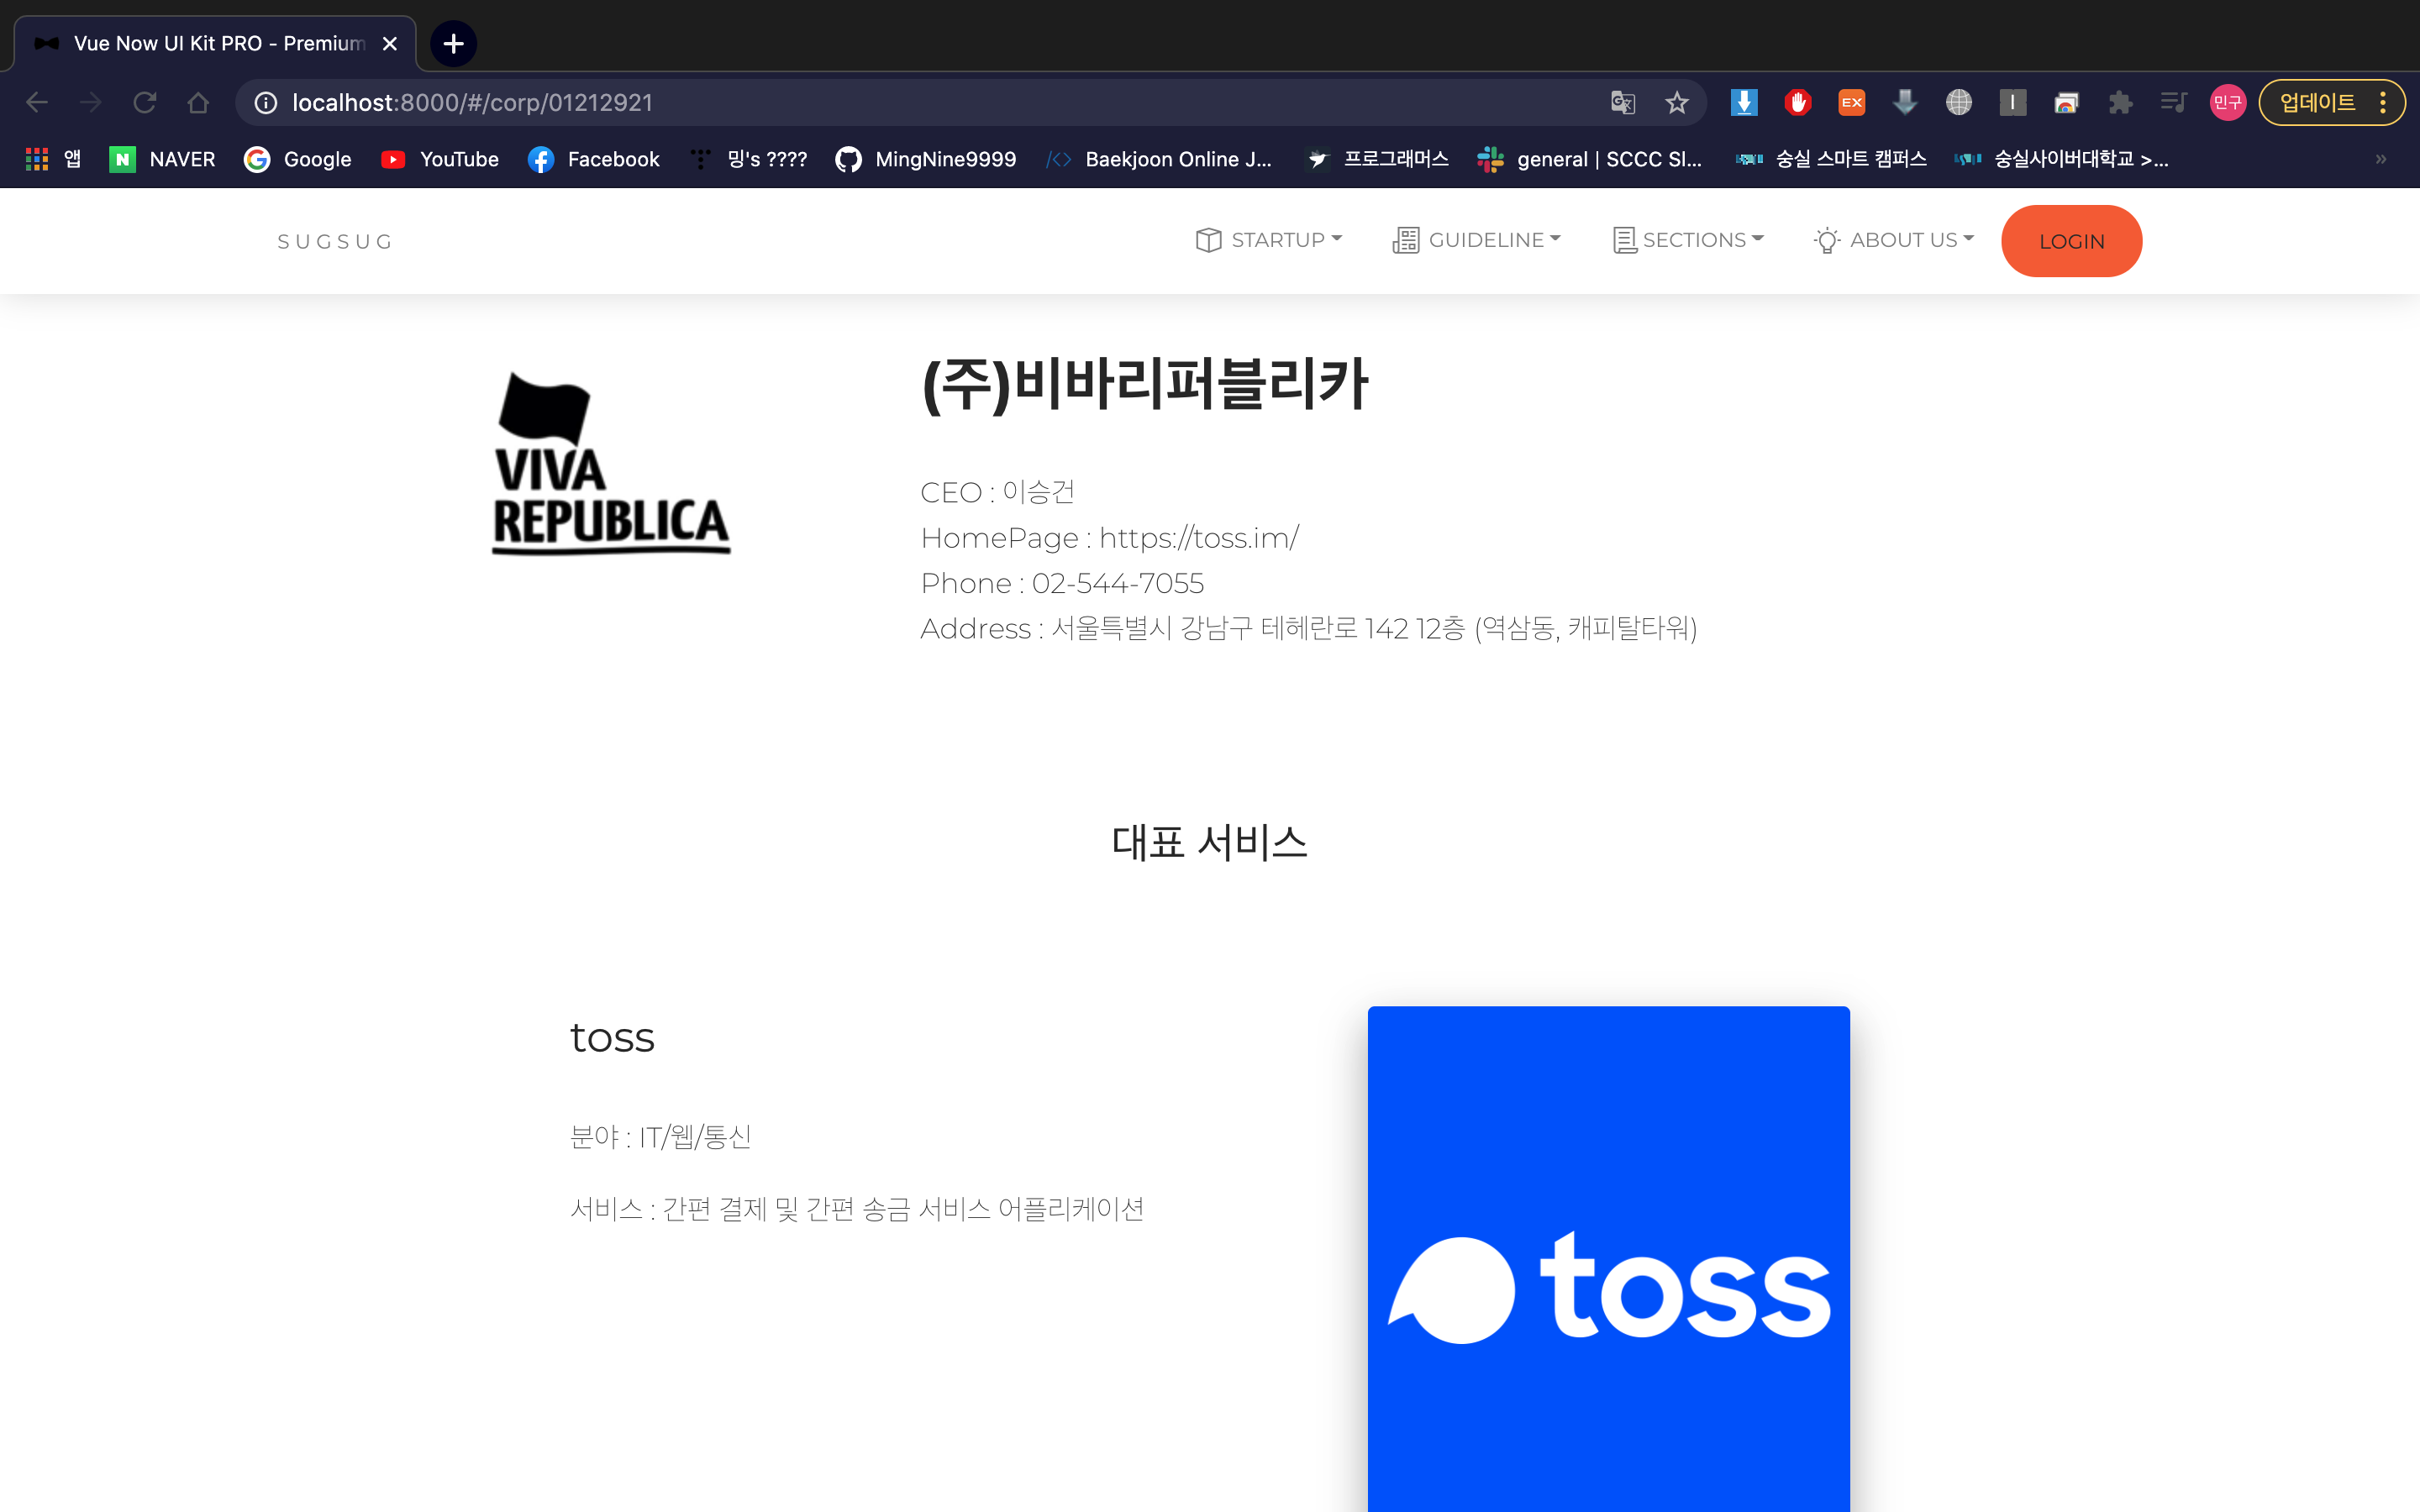 Vue Now UI Kit PRO - Premium
localhost:8000/#/corp/01212921
EX
민구
업데이트
앱
N NAVER
Google
YouTube
Facebook
밍's ????
MingNine9999
Baekjoon Online J...
프로그래머스
general | SCCC Sl...
숭실 스마트 캠퍼스
숭실사이버대학교 >...
»
SUGSUG
STARTUP
GUIDELINE
SECTIONS
ABOUT US
LOGIN
VIVA
REPUBLICA
(주)비바리퍼블리카
CEO : 이승건
HomePage : https://toss.im/
Phone : 02-544-7055
Address : 서울특별시 강남구 테헤란로 142 12층 (역삼동, 캐피탈타워)
대표 서비스
toss
분야 : IT/웹/통신
서비스 : 간편 결제 및 간편 송금 서비스 어플리케이션
toss